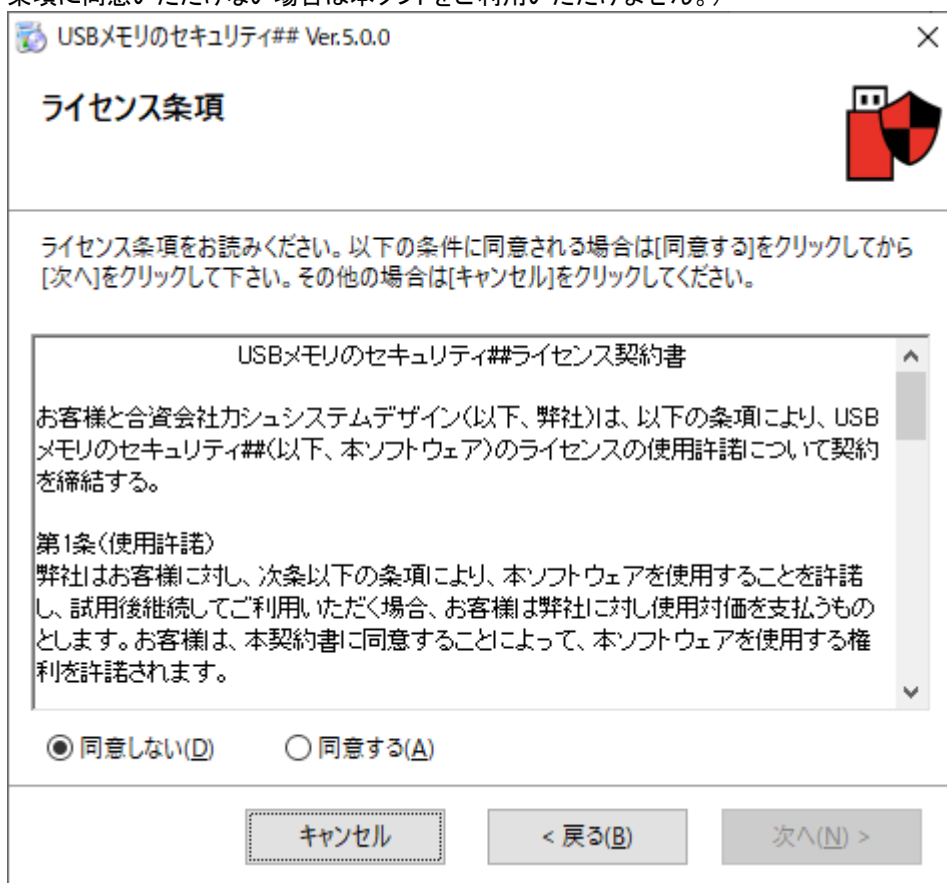 条項に同意いただけない場合は本ソフトをご利用いただけません。)
USBメモリのセキュリティ## Ver.5.0.0
ライセンス条項
ライセンス条項をお読みください。以下の条件に同意される場合は[同意する]をクリックしてから
[次へ]をクリックして下さい。その他の場合は[キャンセル]をクリックしてください。
USBメモリのセキュリティ##ライセンス契約書
お客様と合資会社カシュシステムデザイン(以下、弊社)は、以下の条項により、USB
メモリのセキュリティ##(以下、本ソフトウェア)のライセンスの使用許諾について契約
を締結する。
第1条(使用許諾)
弊社はお客様に対し、次条以下の条項により、本ソフトウェアを使用することを許諾
し、試用後継続してご利用いただく場合、お客様は弊社に対し使用対価を支払うもの
とします。お客様は、本契約書に同意することによって、本ソフトウェアを使用する権
利を許諾されます。
同意しない(D) 同意する(A)
キャンセル < 戻る(B) 次へ(N) >